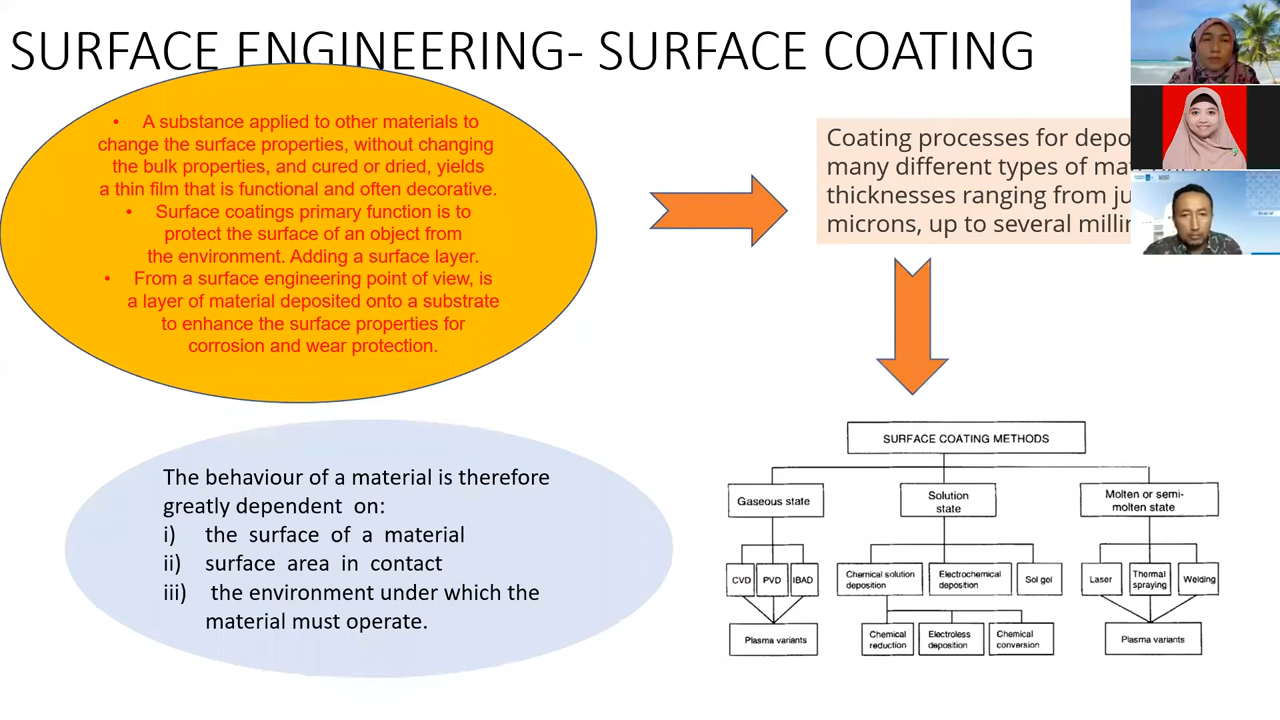 SURFACE ENGINEERING- SURFACE COATING
• A substance applied to other materials to
change the surface properties, without changing
the bulk properties, and cured or dried, yields
a thin film that is functional and often decorative.
• Surface coatings primary function is to
protect the surface of an object from
the environment. Adding a surface layer.
• From a surface engineering point of view, is
a layer of material deposited onto a substrate
to enhance the surface properties for
corrosion and wear protection.
Coating processes for
many different types of
thicknesses ranging from
microns, up to several
The behaviour of a material is therefore
greatly dependent on:
i) the surface of a material
ii) surface area in contact
iii) the environment under which the
material must operate.
SURFACE COATING METHODS
Gaseous state
Solution
state
Molten or semi-
molten state
CVD
PVD
IBAD
Chemical solution
deposition
Electrochemical
deposition
Sol gel
Laser
Thermal
spraying
Welding
Plasma variants
Chemical
reduction
Electroless
deposition
Chemical
conversion
Plasma variants